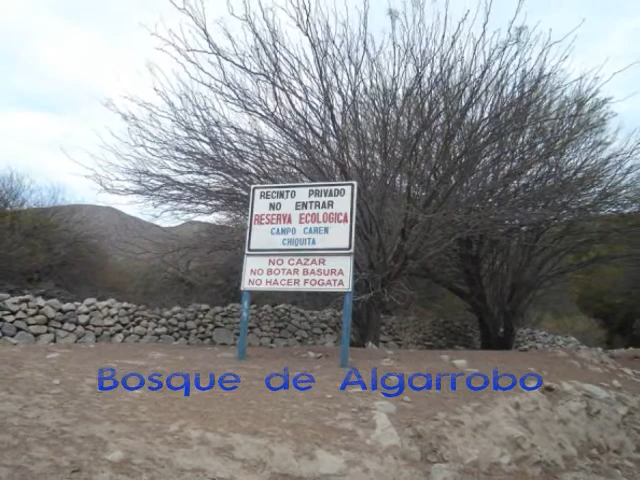 RECINTO PRIVADO
NO ENTRAR
RESERVA ECOLOGICA
CAMPO CAREN
CHIQUITA
NO CAZAR
NO BOTAR BASURA
NO HACER FOGATA
Bosque de Algarrobo